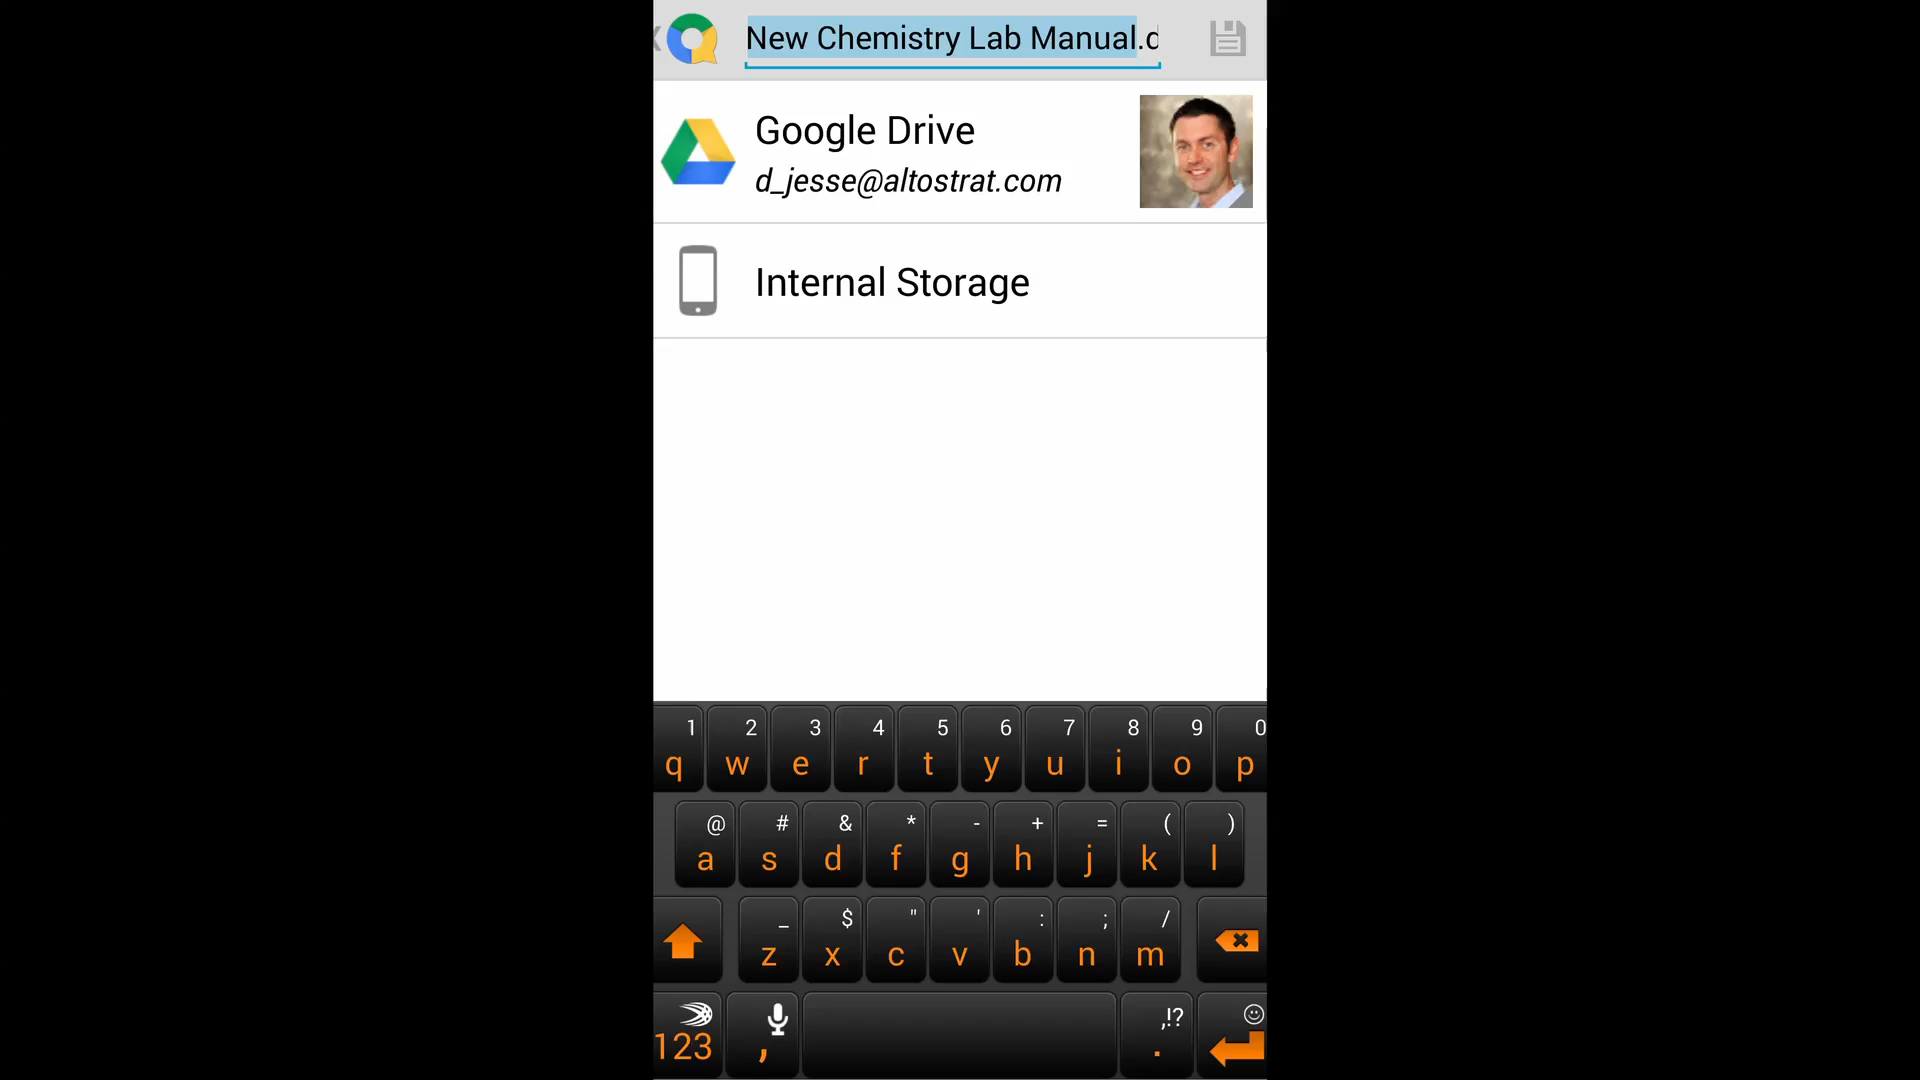 New Chemistry Lab Manual.d
Google Drive
d_jesse@altostrat.com
Internal Storage
1 2 3 4 5 6 7 8 9 0
q w e r t y u i o p
@ # & * - + = ( )
a s d f g h j k l
_ $ " ' : ; /
z x c v b n m
,!?
123 , .